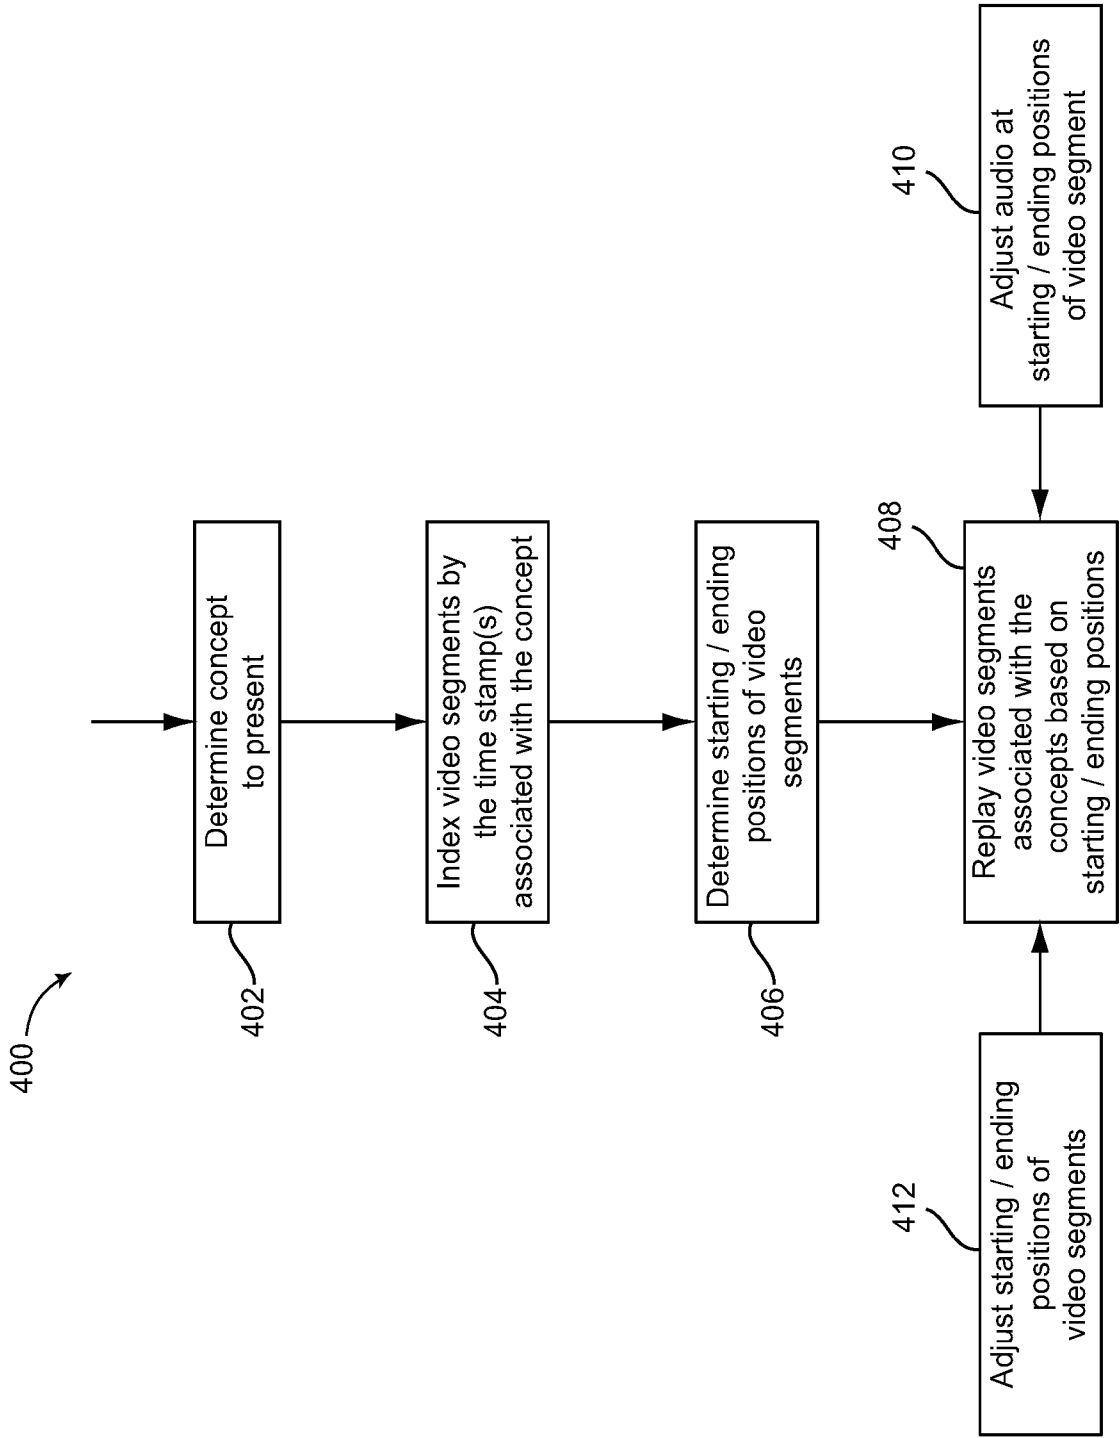 400
402
Determine concept
to present
404
Index video segments by
the time stamp(s)
associated with the concept
406
Determine starting / ending
positions of video
segments
408
Replay video segments
associated with the
concepts based on
starting / ending positions
410
Adjust audio at
starting / ending positions
of video segment
412
Adjust starting / ending
positions of
video segments